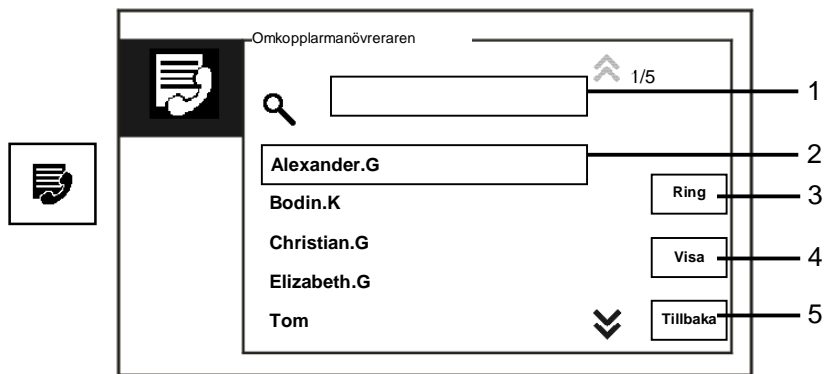 Omkopplarmanövreraren
1/5
1
Alexander.G
2
Bodin.K
Ring
3
Christian.G
Visa
4
Elizabeth.G
Tom
Tillbaka
5